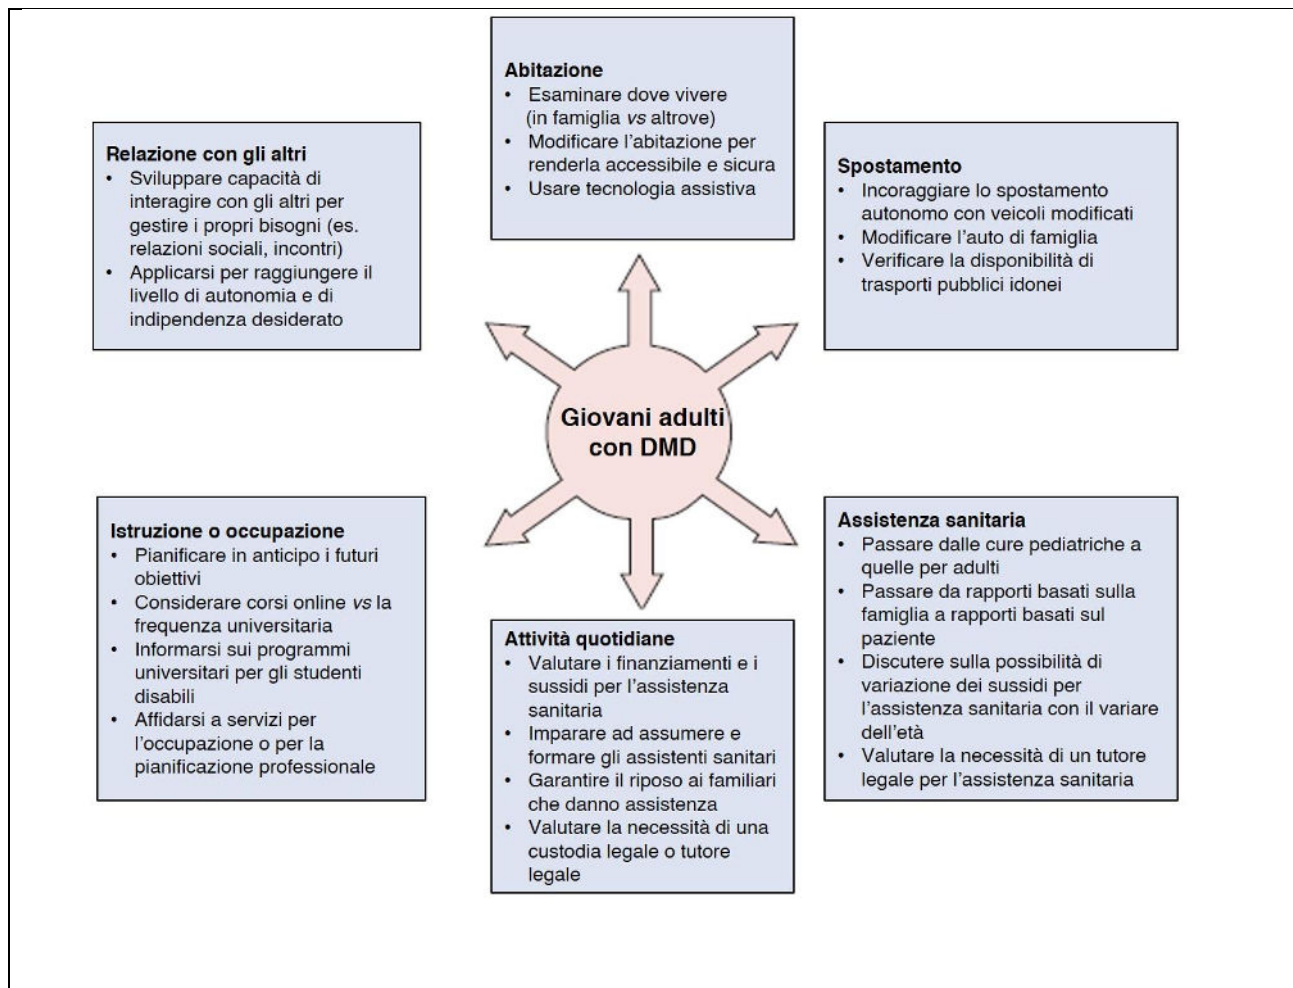 Abitazione
• Esaminare dove vivere
(in famiglia vs altrove)
• Modificare l'abitazione per
renderla accessibile e sicura
• Usare tecnologia assistiva
Relazione con gli altri
• Sviluppare capacità di
interagire con gli altri per
gestire i propri bisogni (es.
relazioni sociali, incontri)
• Applicarsi per raggiungere il
livello di autonomia e di
indipendenza desiderato
Spostamento
• Incoraggiare lo spostamento
autonomo con veicoli modificati
• Modificare l'auto di famiglia
• Verificare la disponibilità di
trasporti pubblici idonei
Giovani adulti
con DMD
Istruzione o occupazione
• Pianificare in anticipo i futuri
obiettivi
• Considerare corsi online vs la
frequenza universitaria
• Informarsi sui programmi
universitari per gli studenti
disabili
• Affidarsi a servizi per
l'occupazione o per la
pianificazione professionale
Attività quotidiane
• Valutare i finanziamenti e i
sussidi per l'assistenza
sanitaria
• Imparare ad assumere e
formare gli assistenti sanitari
• Garantire il riposo ai familiari
che danno assistenza
• Valutare la necessità di una
custodia legale o tutore
legale
Assistenza sanitaria
• Passare dalle cure pediatriche a
quelle per adulti
• Passare da rapporti basati sulla
famiglia a rapporti basati sul
paziente
• Discutere sulla possibilità di
variazione dei sussidi per
l'assistenza sanitaria con il variare
dell'età
• Valutare la necessità di un tutore
legale per l'assistenza sanitaria